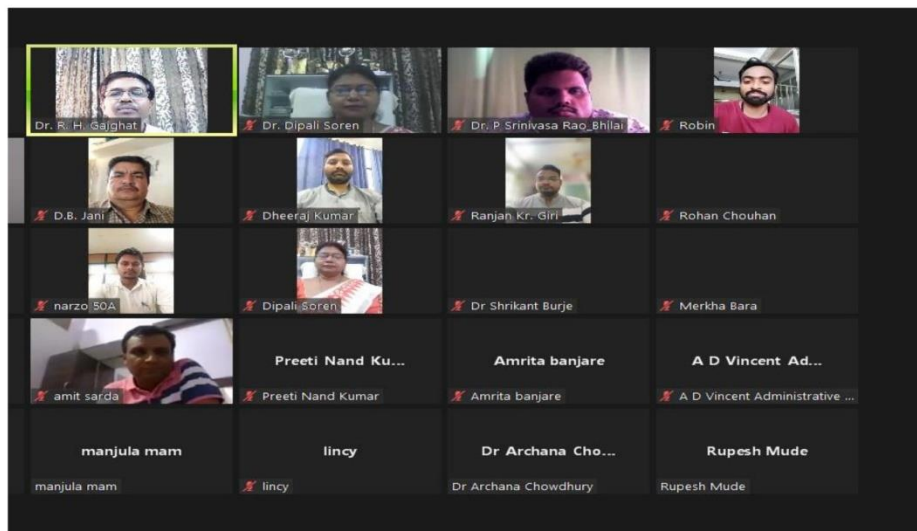 Dr. R. H. Gajghat
Dr. Dipali Soren
Dr. P Srinivasa Rao_Bhilai
Robin
D.B. Jani
Dheeraj Kumar
Ranjan Kr. Giri
Rohan Chouhan
narzo 50A
Dipali Soren
Dr Shrikant Burje
Merkha Bara
amit sarda
Preeti Nand Ku...
Preeti Nand Kumar
Amrita banjare
Amrita banjare
A D Vincent Ad...
A D Vincent Administrative ...
manjula mam
manjula mam
lincy
lincy
Dr Archana Cho...
Dr Archana Chowdhury
Rupesh Mude
Rupesh Mude